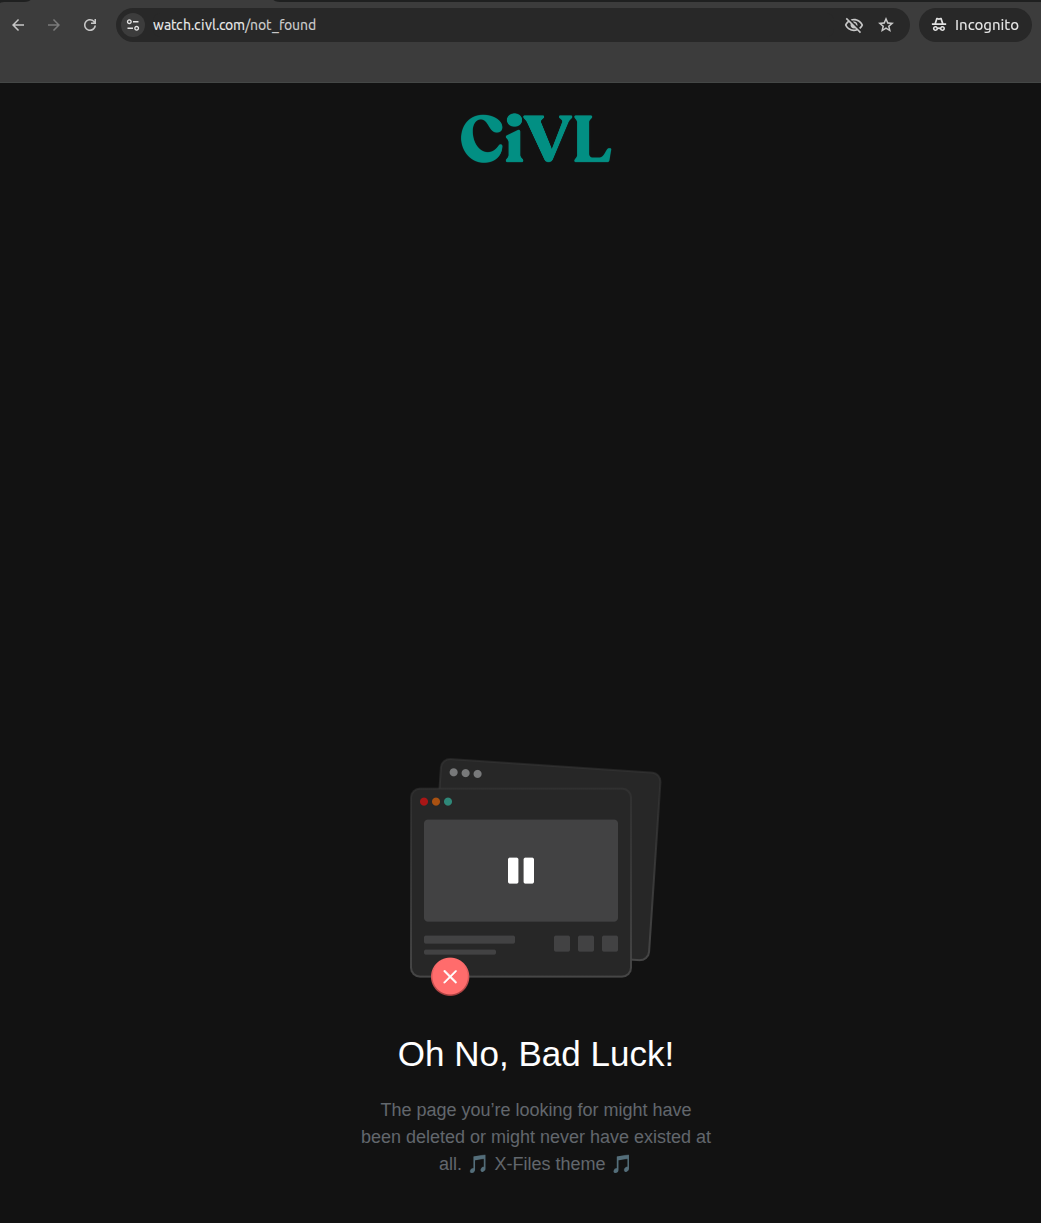 watch.civl.com/not_found
Incognito
CiVL
Oh No, Bad Luck!
The page you’re looking for might have
been deleted or might never have existed at
all. 🎵 X-Files theme 🎵